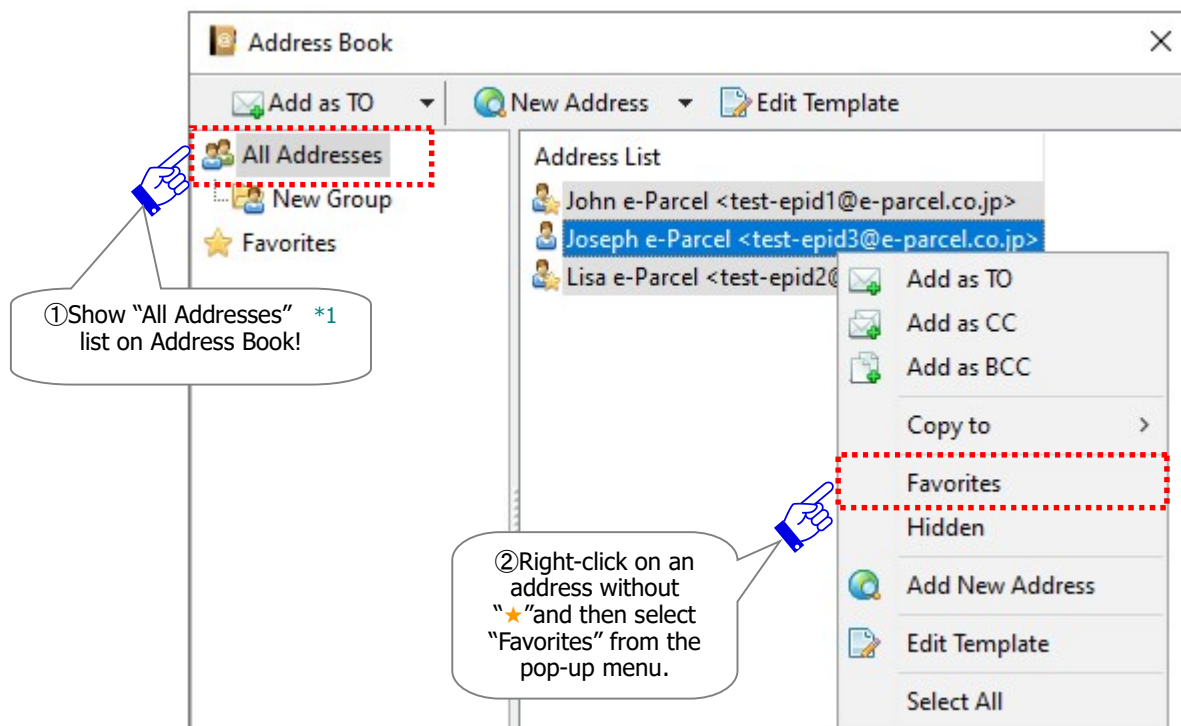 Address Book
Add as TO
New Address
Edit Template
All Addresses
New Group
Favorites
Address List
John e-Parcel <test-epid1@e-parcel.co.jp>
Joseph e-Parcel <test-epid3@e-parcel.co.jp>
Lisa e-Parcel <test-epid2@
①Show “All Addresses” *1
list on Address Book!
Add as TO
Add as CC
Add as BCC
Copy to
Favorites
Hidden
Add New Address
Edit Template
Select All
②Right-click on an
address without
“★”and then select
“Favorites” from the
pop-up menu.